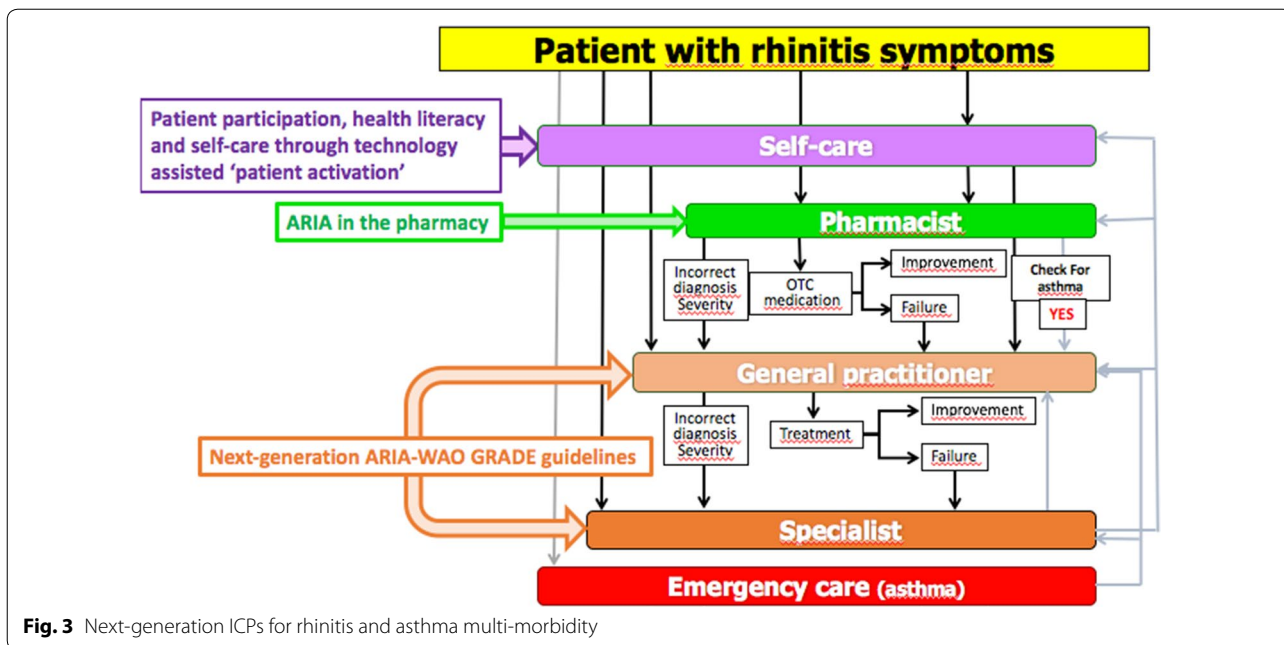 Patient with rhinitis symptoms
Patient participation, health literacy
and self-care through technology
assisted ‘patient activation’
Self-care
ARIA in the pharmacy
Pharmacist
Incorrect
diagnosis
Severity
OTC
medication
Improvement
Failure
Check For
asthma
YES
General practitioner
Incorrect
diagnosis
Severity
Treatment
Improvement
Failure
Next-generation ARIA-WAO GRADE guidelines
Specialist
Emergency care (asthma)
Fig. 3 Next-generation ICPs for rhinitis and asthma multi-morbidity